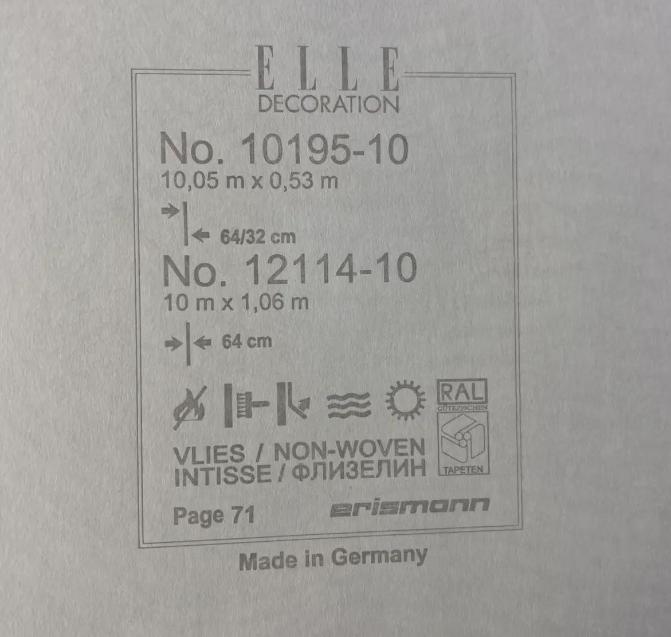 ELLE
DECORATION
No. 10195-10
10,05 m x 0,53 m
64/32 cm
No. 12114-10
10 m x 1,06 m
64 cm
RAL
GÜTEZEICHEN
TAPETEN
VLIES / NON-WOVEN
INTISSE / ФЛИЗЕЛИН
Page 71
erismann
Made in Germany